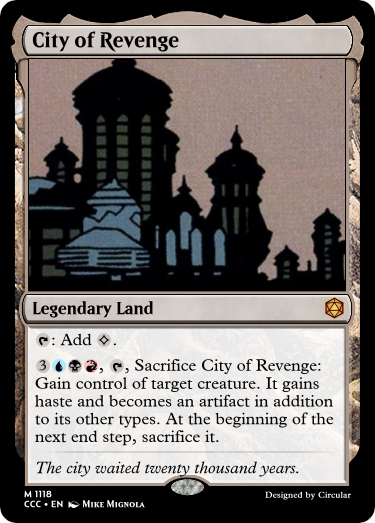 City of Revenge
Legendary Land
: Add .
3, , Sacrifice City of Revenge:
Gain control of target creature. It gains
haste and becomes an artifact in addition
to its other types. At the beginning of the
next end step, sacrifice it.
The city waited twenty thousand years.
M 1118
CCC • EN Mike Mignola
Designed by Circular